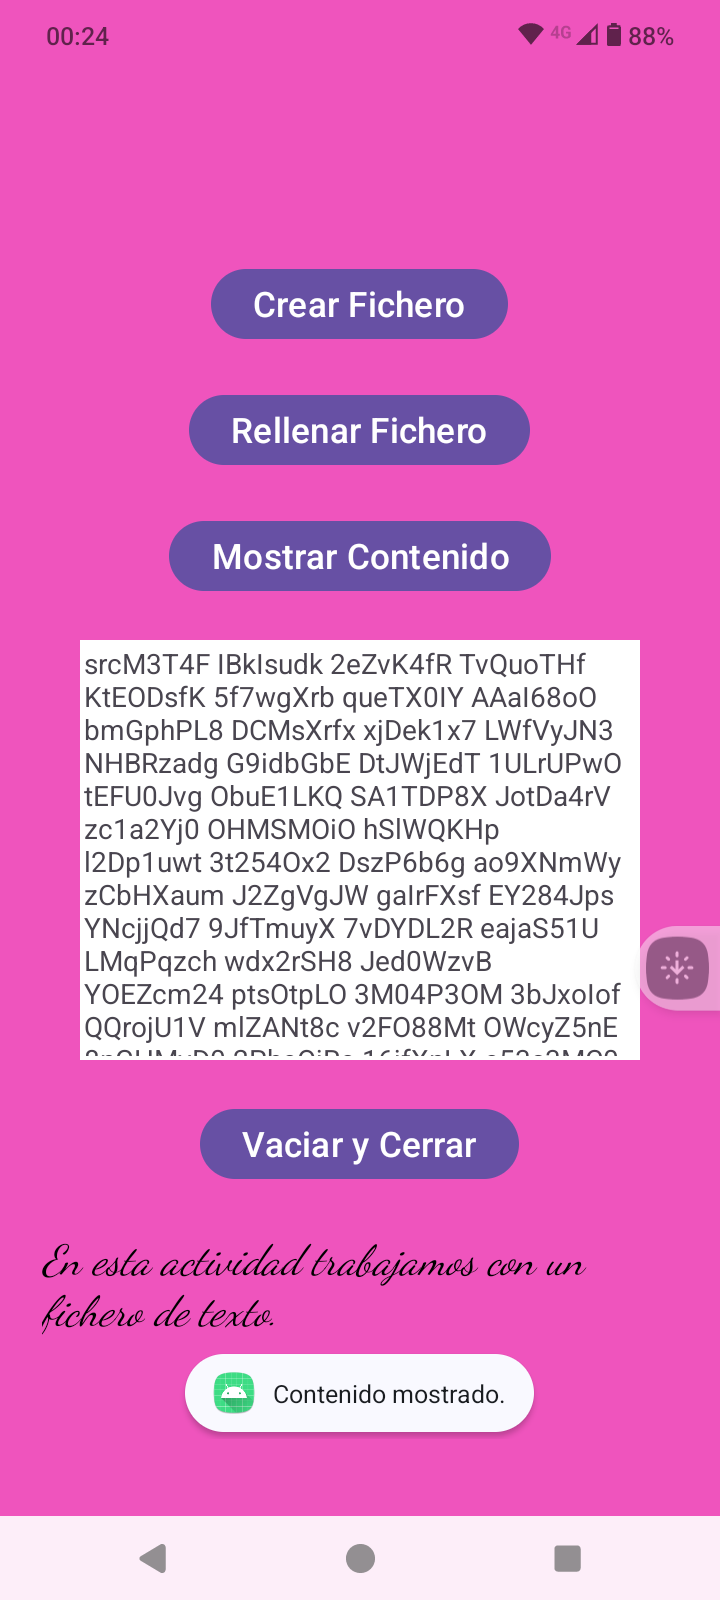 00:24
4G 88%
Crear Fichero
Rellenar Fichero
Mostrar Contenido
srcM3T4F IBkIsudk 2eZvK4fR TvQuoTHf
KtEODsfK 5f7wgXrb queTX0IY AAaI68oO
bmGphPL8 DCMsXrfx xjDek1x7 LWfVyJN3
NHBRzadg G9idbGbE DtJWjEdT 1ULrUPwO
tEFU0Jvg ObuE1LKQ SA1TDP8X JotDa4rV
zc1a2Yj0 OHMSMOiO hSlWQKHp
l2Dp1uwt 3t254Ox2 DszP6b6g ao9XNmWy
zCbHXaum J2ZgVgJW gaIrFXsf EY284Jps
YNcjjQd7 9JfTmuyX 7vDYDL2R eajaS51U
LMqPqzch wdx2rSH8 Jed0WzvB
YOEZcm24 ptsOtpLO 3M04P3OM 3bJxoIof
QQrojU1V mlZANt8c v2FO88Mt OWcyZ5nE
Vaciar y Cerrar
En esta actividad trabajamos con un
fichero de texto.
Contenido mostrado.